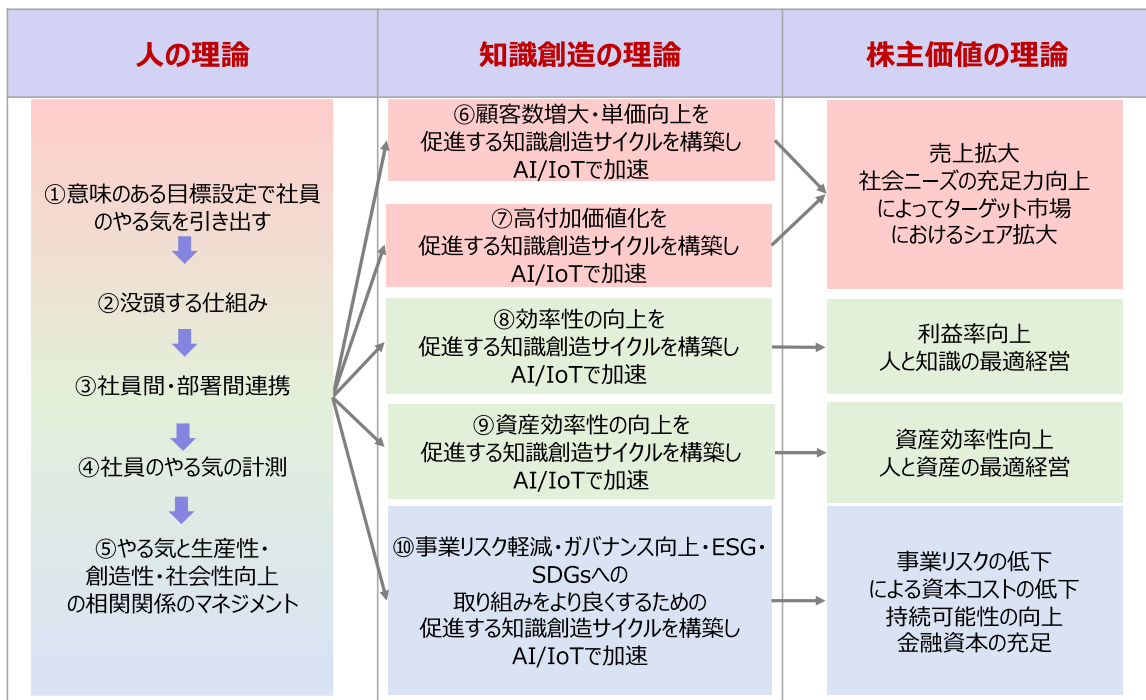 人の理論
①意味のある目標設定で社員
のやる気を引き出す
②没頭する仕組み
③社員間・部署間連携
④社員のやる気の計測
⑤やる気と生産性・
創造性・社会性向上
の相関関係のマネジメント
知識創造の理論
⑥顧客数増大・単価向上を
促進する知識創造サイクルを構築し
AI/IoTで加速
⑦高付加価値化を
促進する知識創造サイクルを構築し
AI/IoTで加速
⑧効率性の向上を
促進する知識創造サイクルを構築し
AI/IoTで加速
⑨資産効率性の向上を
促進する知識創造サイクルを構築し
AI/IoTで加速
⑩事業リスク軽減・ガバナンス向上・ESG・
SDGsへの
取り組みをより良くするための
促進する知識創造サイクルを構築し
AI/IoTで加速
株主価値の理論
売上拡大
社会ニーズの充足力向上
によってターゲット市場
におけるシェア拡大
利益率向上
人と知識の最適経営
資産効率性向上
人と資産の最適経営
事業リスクの低下
による資本コストの低下
持続可能性の向上
金融資本の充足